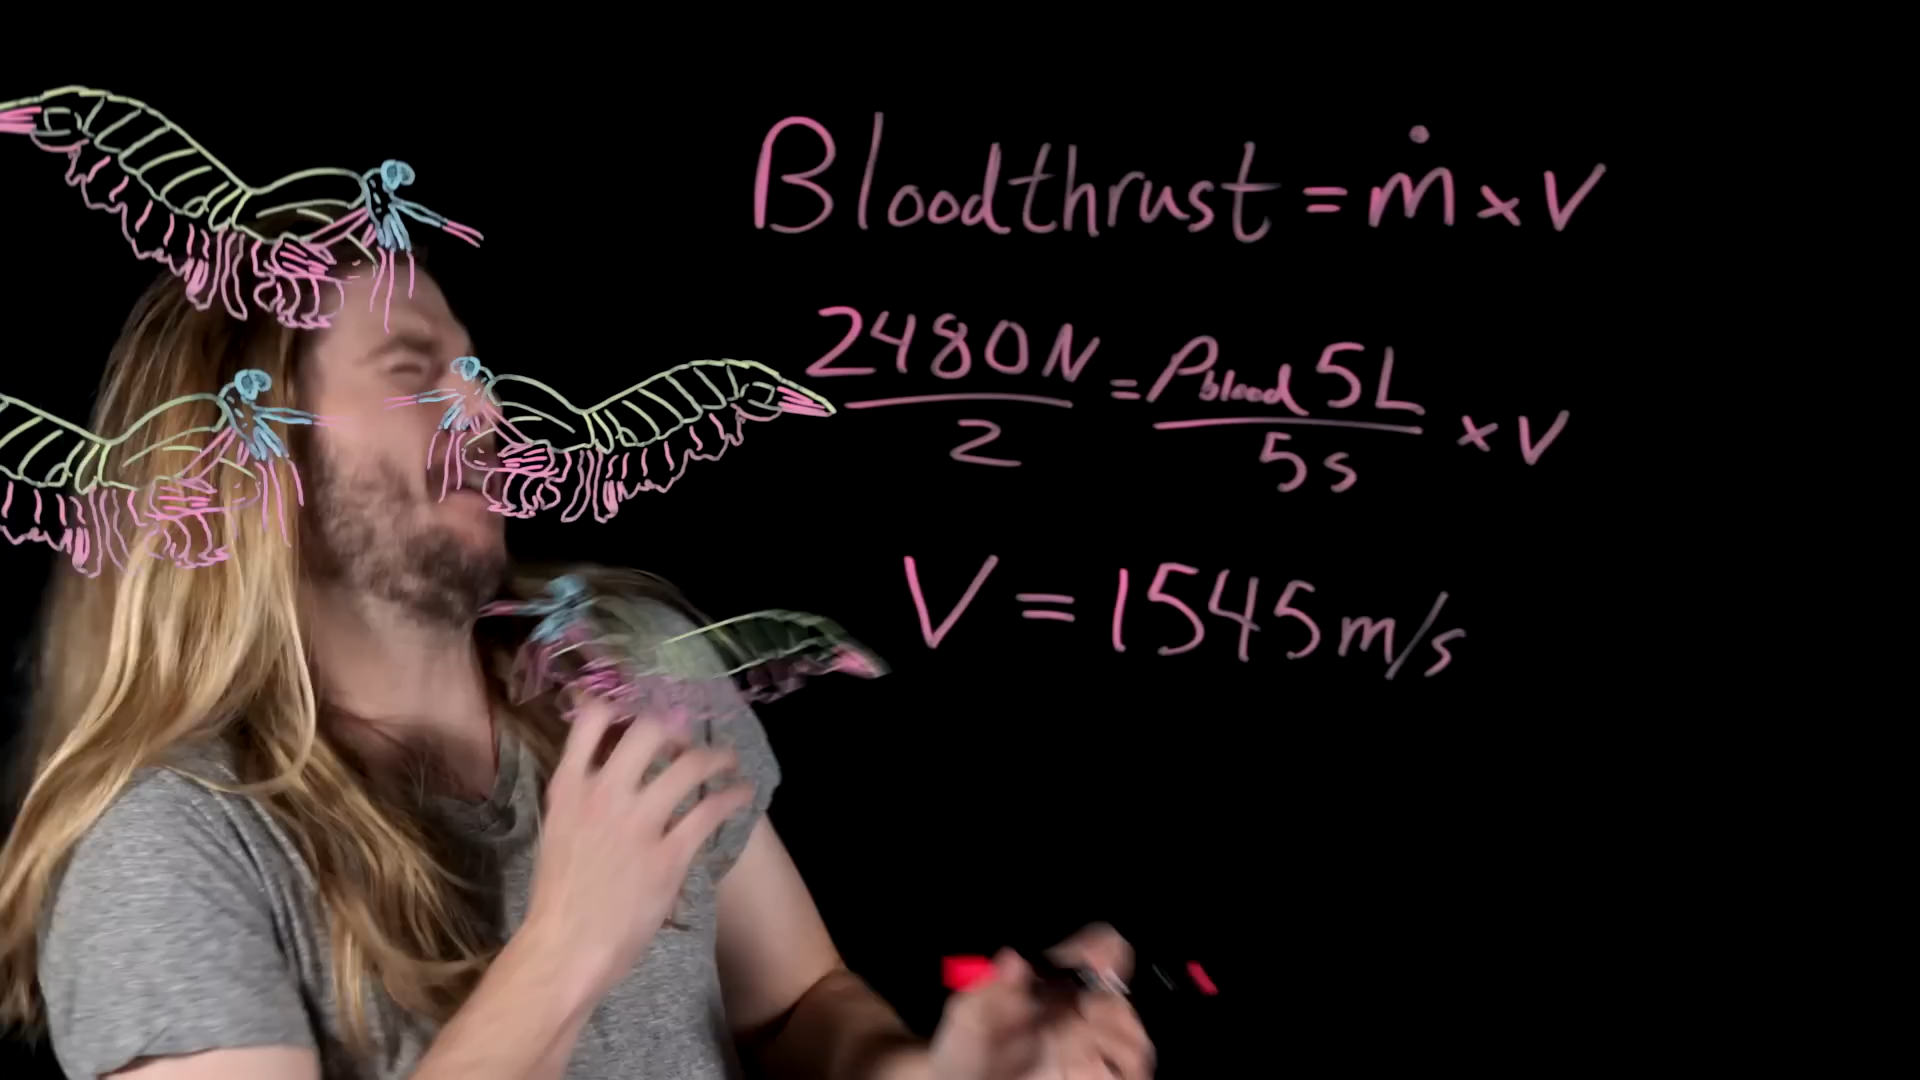 Bloodthrust = ṁ × V
2480N / 2 = ρblood 5L / 5s × V
V = 1545 m/s